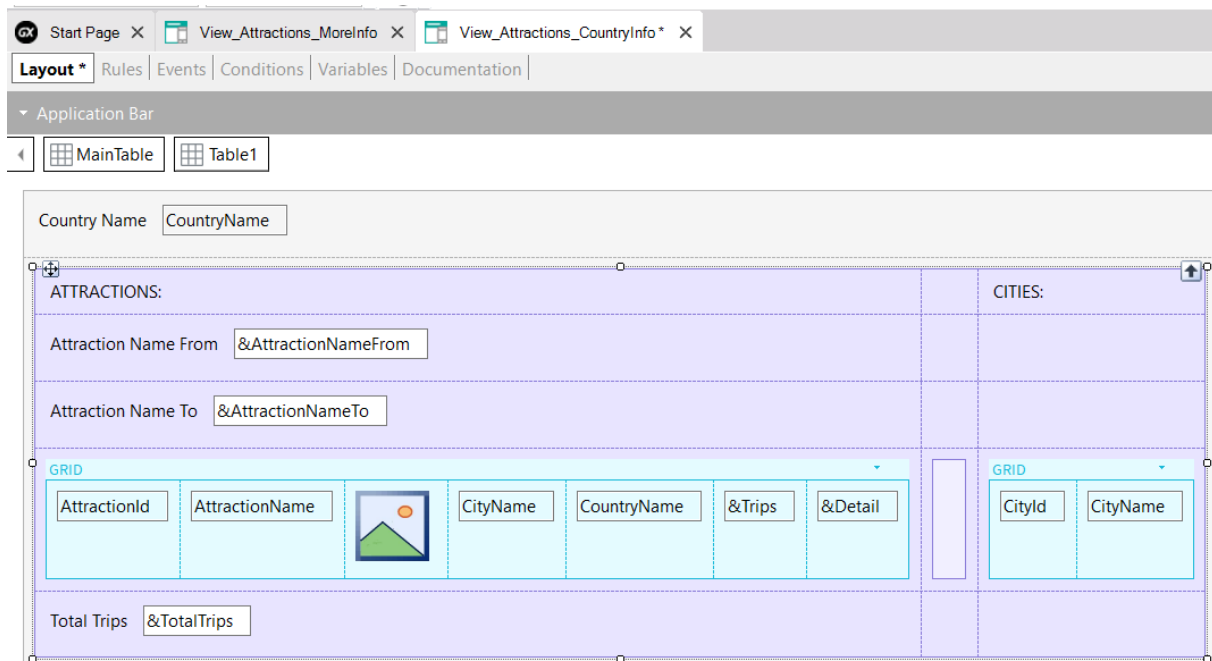 GX Start Page X View_Attractions_MoreInfo X View_Attractions_CountryInfo* X
Layout * Rules Events Conditions Variables Documentation
Application Bar
MainTable Table1
Country Name CountryName
ATTRACTIONS: CITIES:
Attraction Name From &AttractionNameFrom
Attraction Name To &AttractionNameTo
GRID GRID
AttractionId AttractionName CityName CountryName &Trips &Detail CityId CityName
Total Trips &TotalTrips